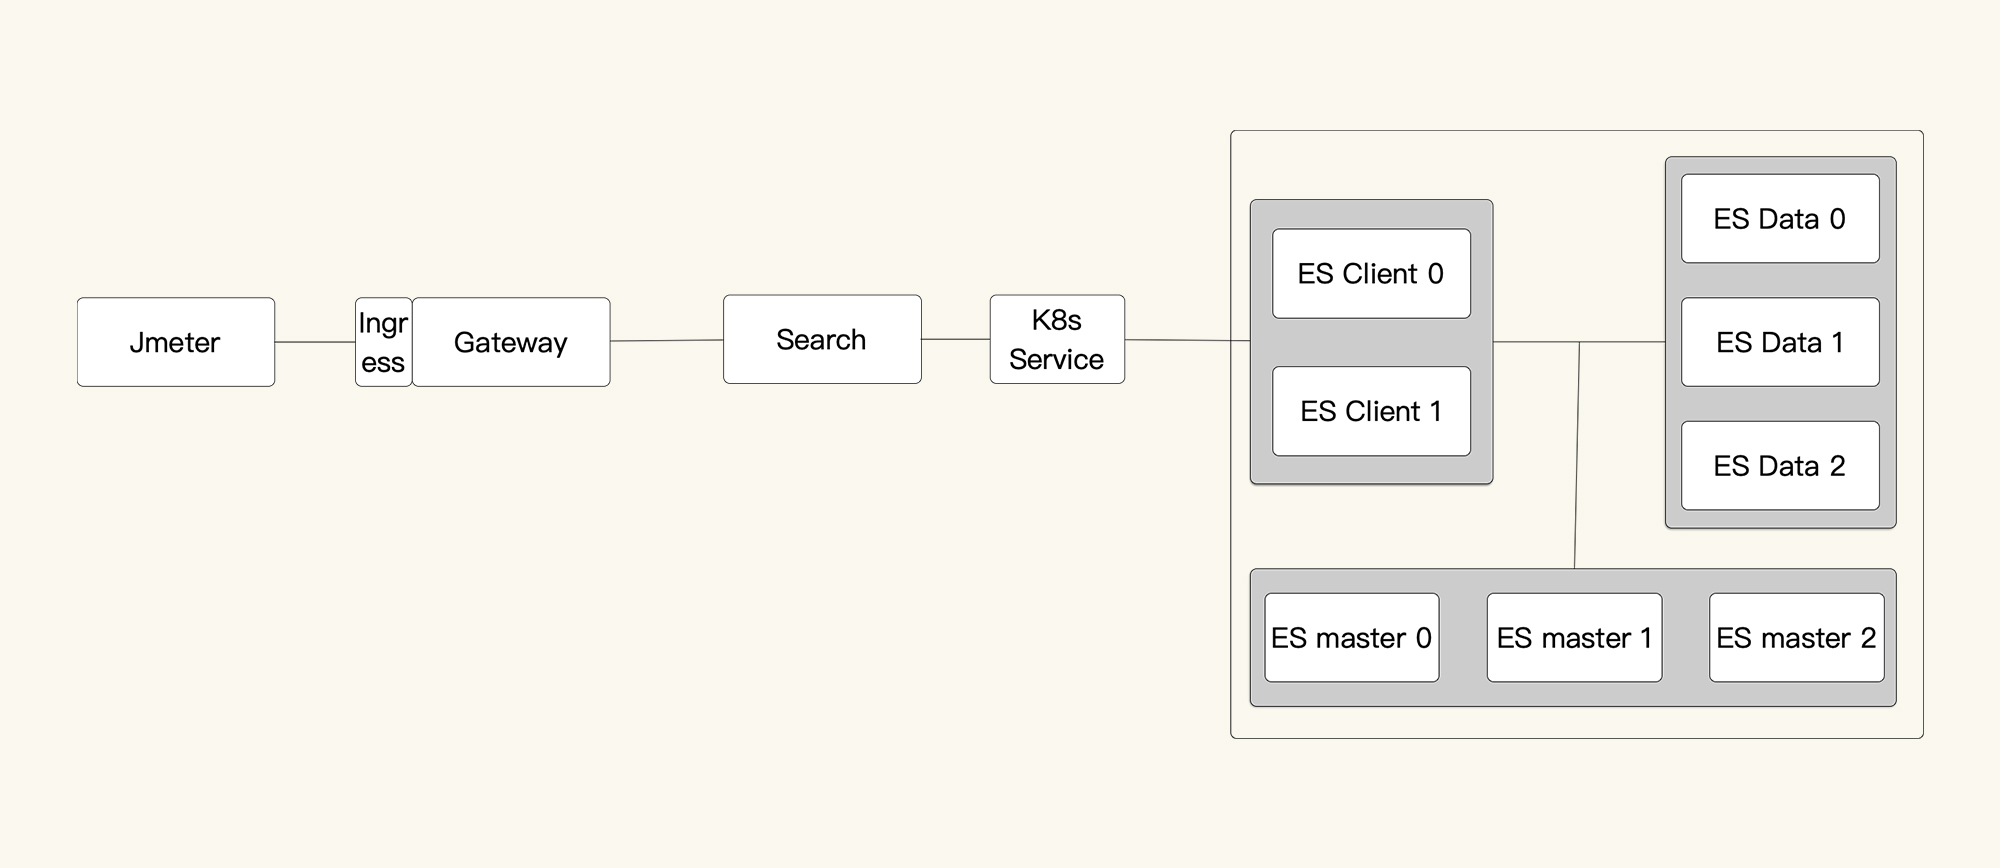 Jmeter
Ingr
ess
Gateway
Search
K8s
Service
ES Client 0
ES Client 1
ES Data 0
ES Data 1
ES Data 2
ES master 0
ES master 1
ES master 2